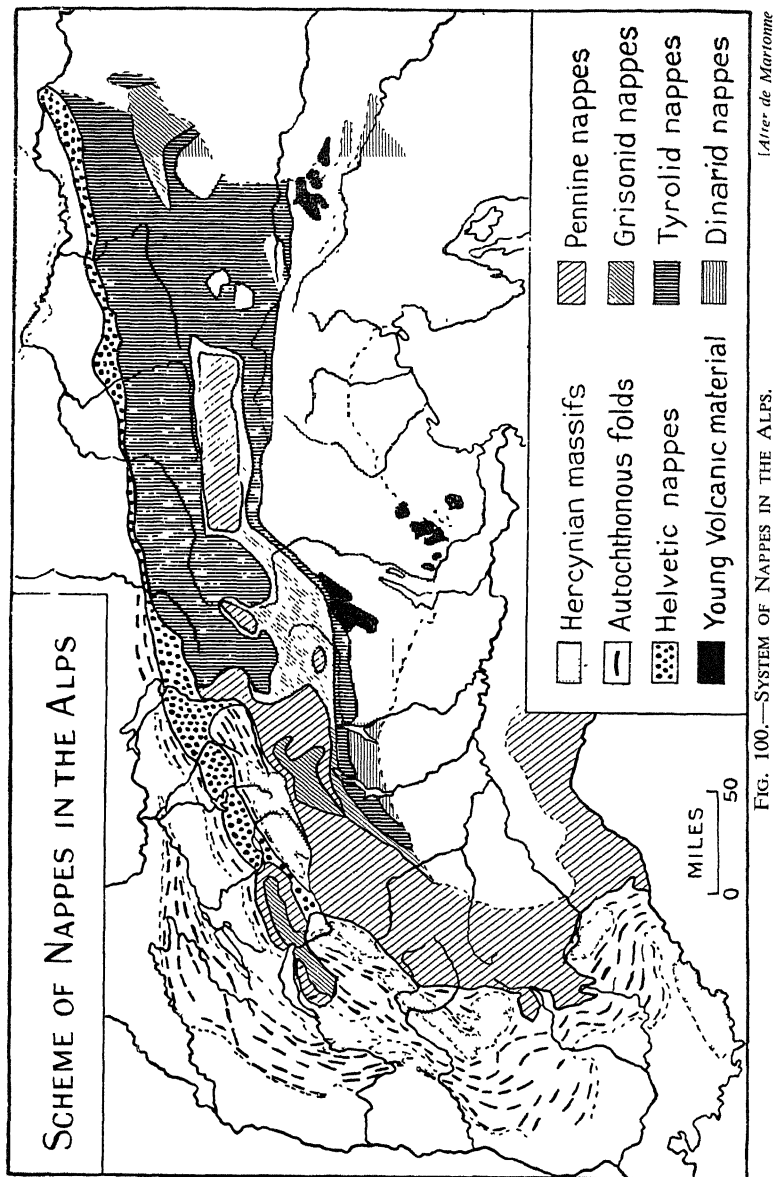 SCHEME OF NAPPES IN THE ALPS
Hercynian massifs
Autochthonous folds
Helvetic nappes
Young Volcanic material
Pennine nappes
Grisonid nappes
Tyrolid nappes
Dinarid nappes
MILES
0 50
[After de Martonne
FIG. 100.—SYSTEM OF NAPPES IN THE ALPS.